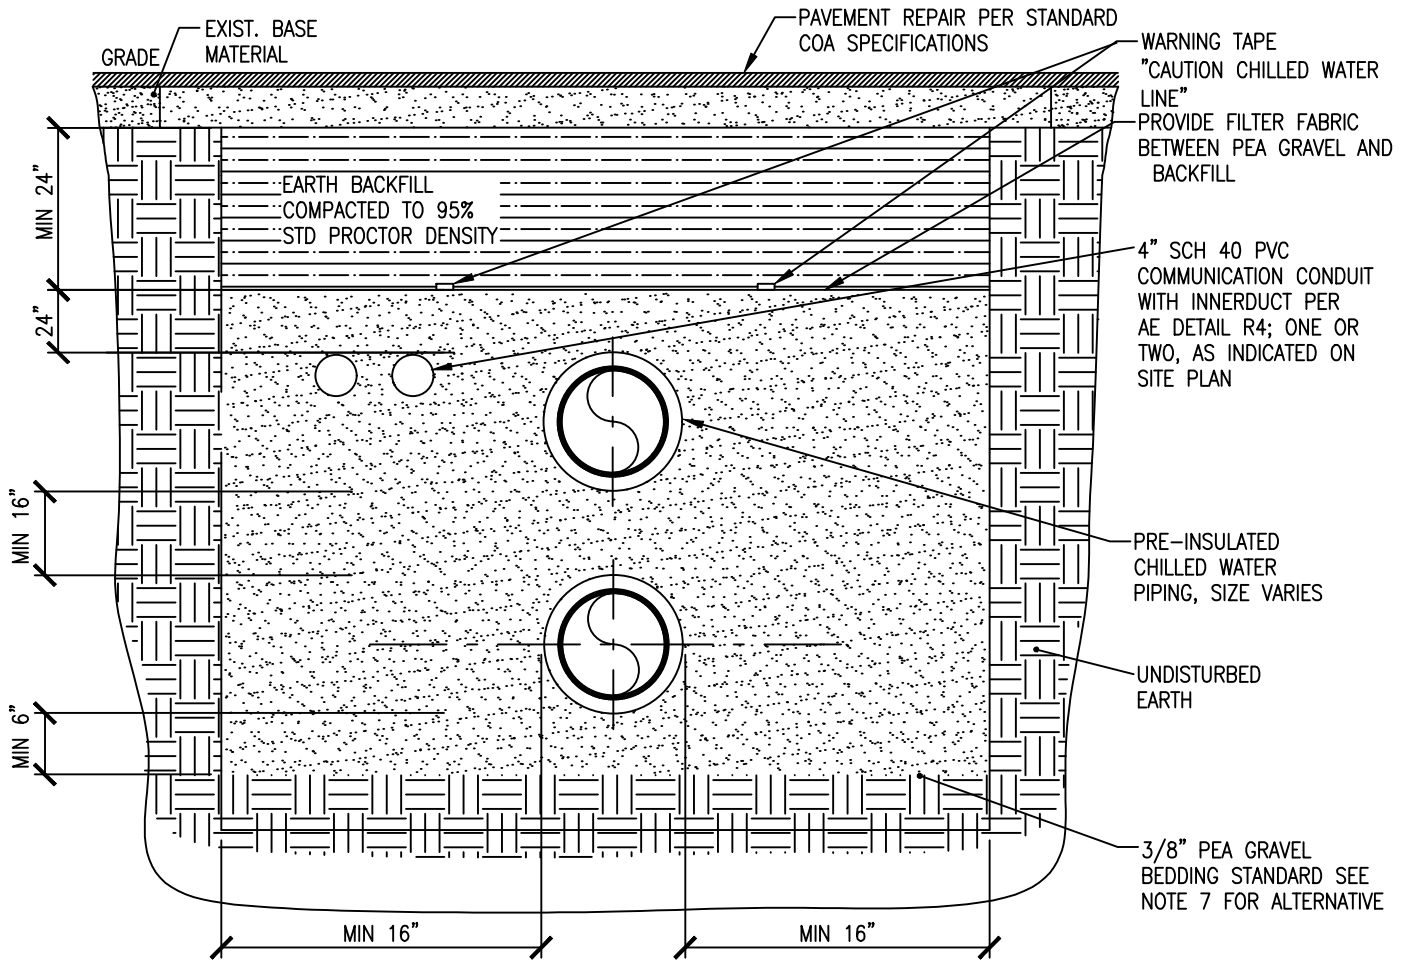 PAVEMENT REPAIR PER STANDARD
COA SPECIFICATIONS
EXIST. BASE
MATERIAL
GRADE
WARNING TAPE
"CAUTION CHILLED WATER
LINE"
PROVIDE FILTER FABRIC
BETWEEN PEA GRAVEL AND
BACKFILL
MIN 24"
EARTH BACKFILL
COMPACTED TO 95%
STD PROCTOR DENSITY
24"
4" SCH 40 PVC
COMMUNICATION CONDUIT
WITH INNERDUCT PER
AE DETAIL R4; ONE OR
TWO, AS INDICATED ON
SITE PLAN
MIN 16"
PRE-INSULATED
CHILLED WATER
PIPING, SIZE VARIES
UNDISTURBED
EARTH
MIN 6"
3/8" PEA GRAVEL
BEDDING STANDARD SEE
NOTE 7 FOR ALTERNATIVE
MIN 16"
MIN 16"